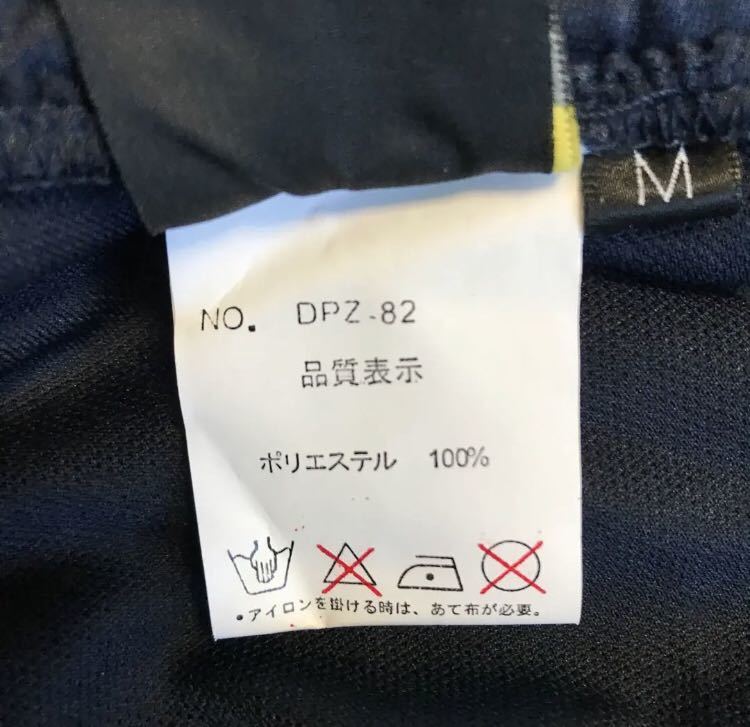 M
NO. DPZ-82
品質表示
ポリエステル 100%
•アイロンを掛ける時は、あて布が必要。